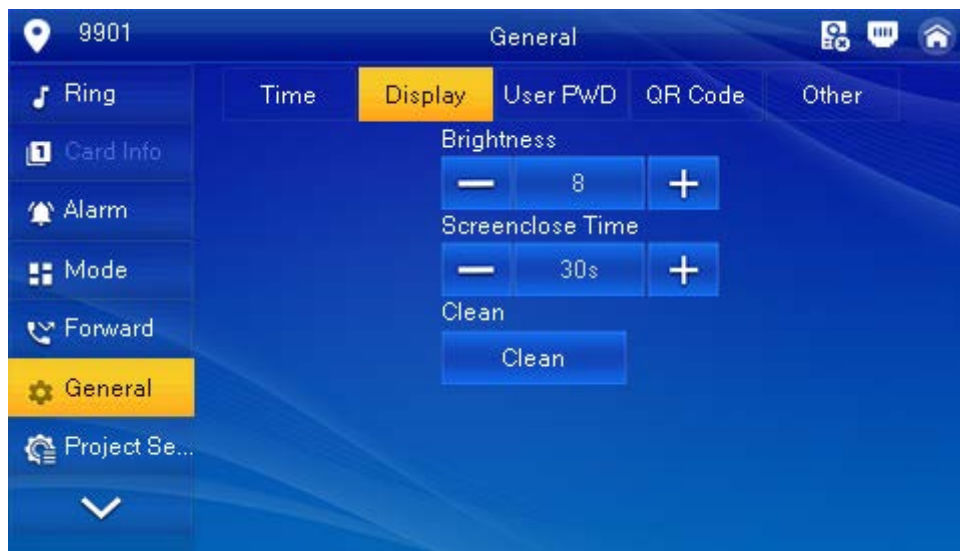 9901
General
Ring
Card Info
Alarm
Mode
Forward
General
Project Se...
Time
Display
User PWD
QR Code
Other
Brightness
8
Screenclose Time
30s
Clean
Clean